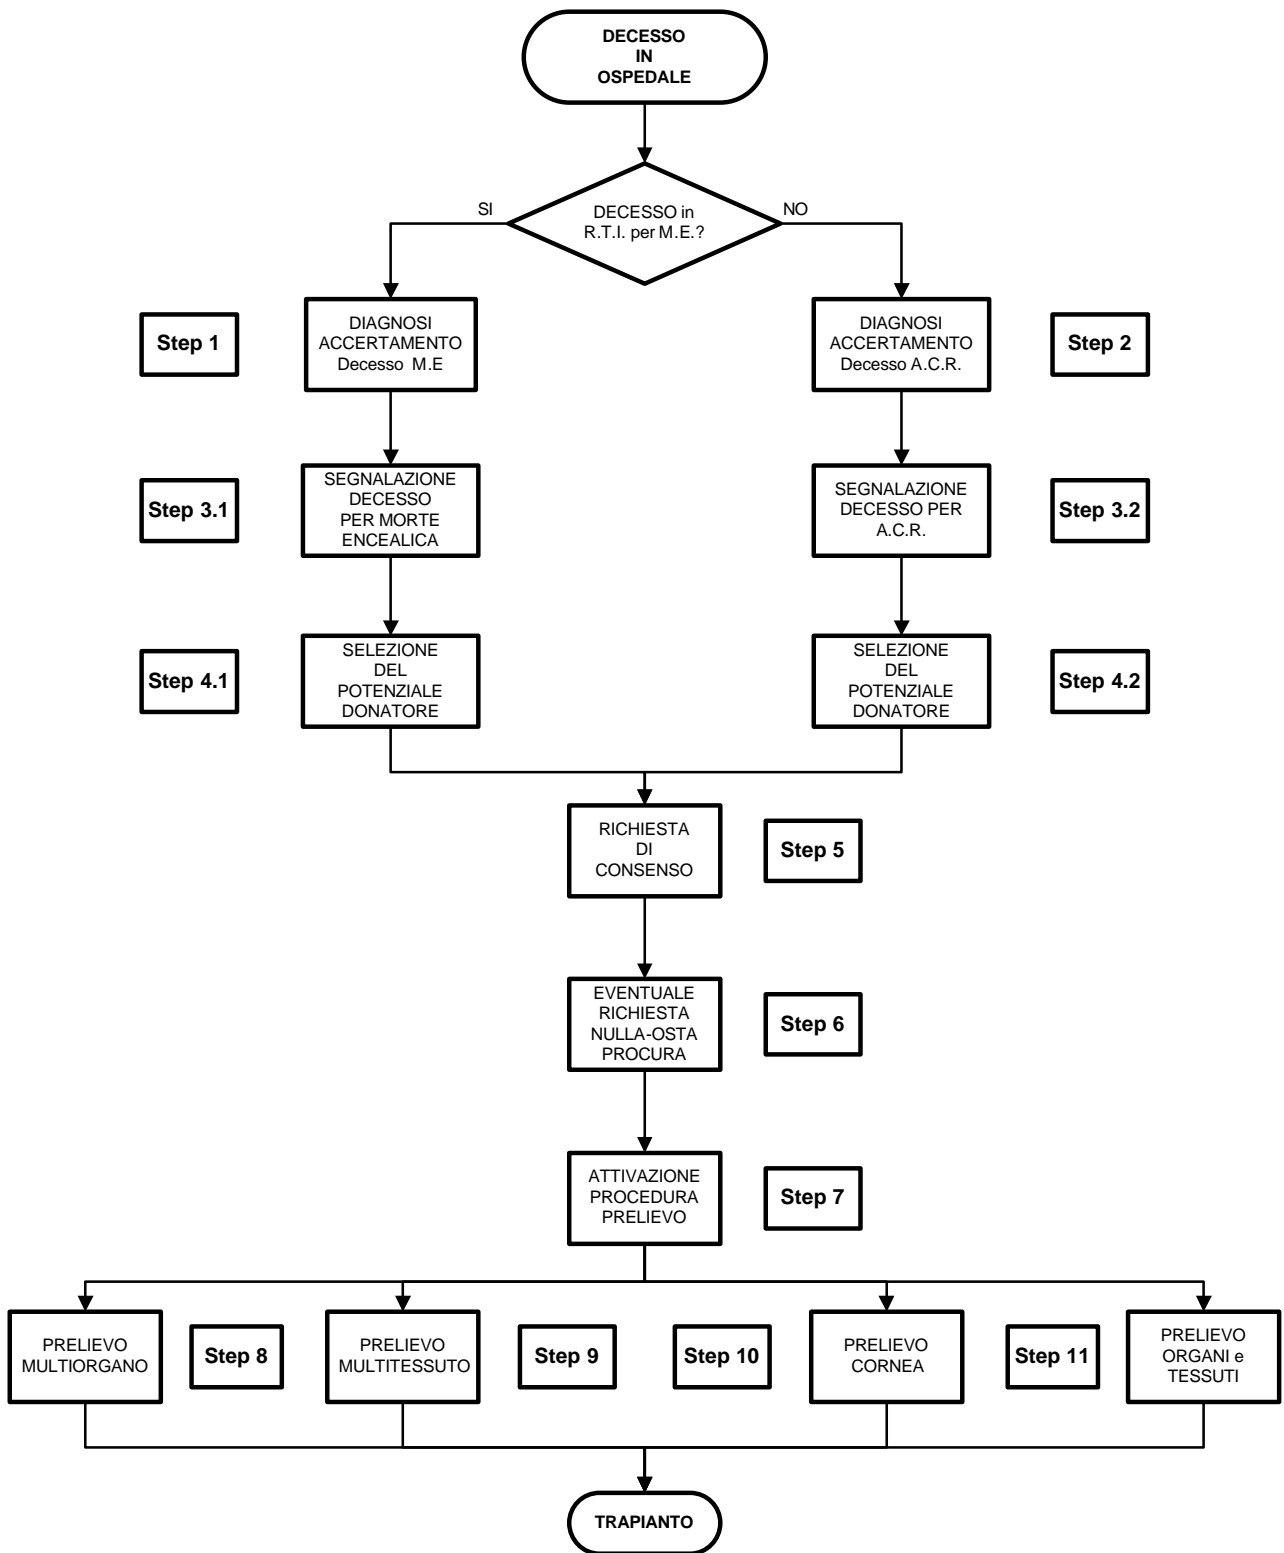 DECESSO
IN
OSPEDALE
SI
DECESSO in
R.T.I. per M.E.?
NO
Step 1
DIAGNOSI
ACCERTAMENTO
Decesso M.E
DIAGNOSI
ACCERTAMENTO
Decesso A.C.R.
Step 2
Step 3.1
SEGNALAZIONE
DECESSO
PER MORTE
ENCEALICA
SEGNALAZIONE
DECESSO PER
A.C.R.
Step 3.2
Step 4.1
SELEZIONE
DEL
POTENZIALE
DONATORE
SELEZIONE
DEL
POTENZIALE
DONATORE
Step 4.2
RICHIESTA
DI
CONSENSO
Step 5
EVENTUALE
RICHIESTA
NULLA-OSTA
PROCURA
Step 6
ATTIVAZIONE
PROCEDURA
PRELIEVO
Step 7
PRELIEVO
MULTIORGANO
Step 8
PRELIEVO
MULTITESSUTO
Step 9
Step 10
PRELIEVO
CORNEA
Step 11
PRELIEVO
ORGANI e
TESSUTI
TRAPIANTO